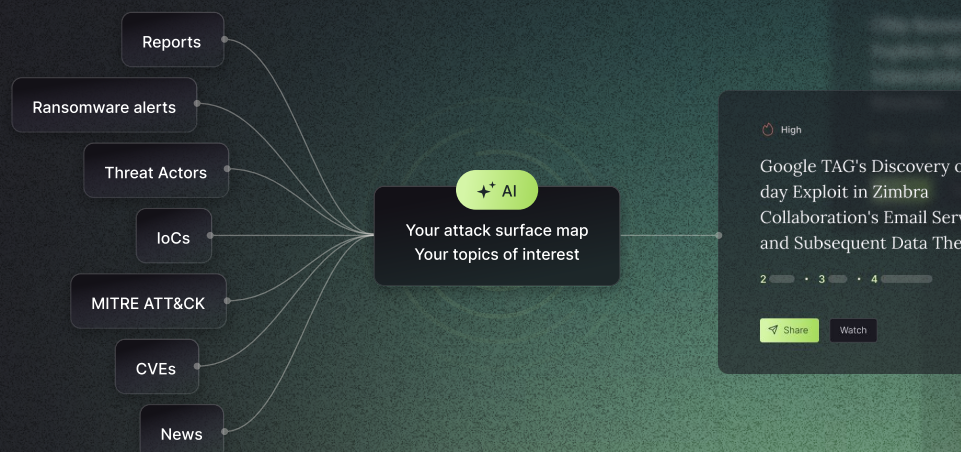 Reports
Ransomware alerts
Threat Actors
IoCs
MITRE ATT&CK
CVEs
News
AI
Your attack surface map
Your topics of interest
High
Google TAG's Discovery
day Exploit in Zimbra
Collaboration's Email
and Subsequent Data
2 • 3 • 4
Share
Watch